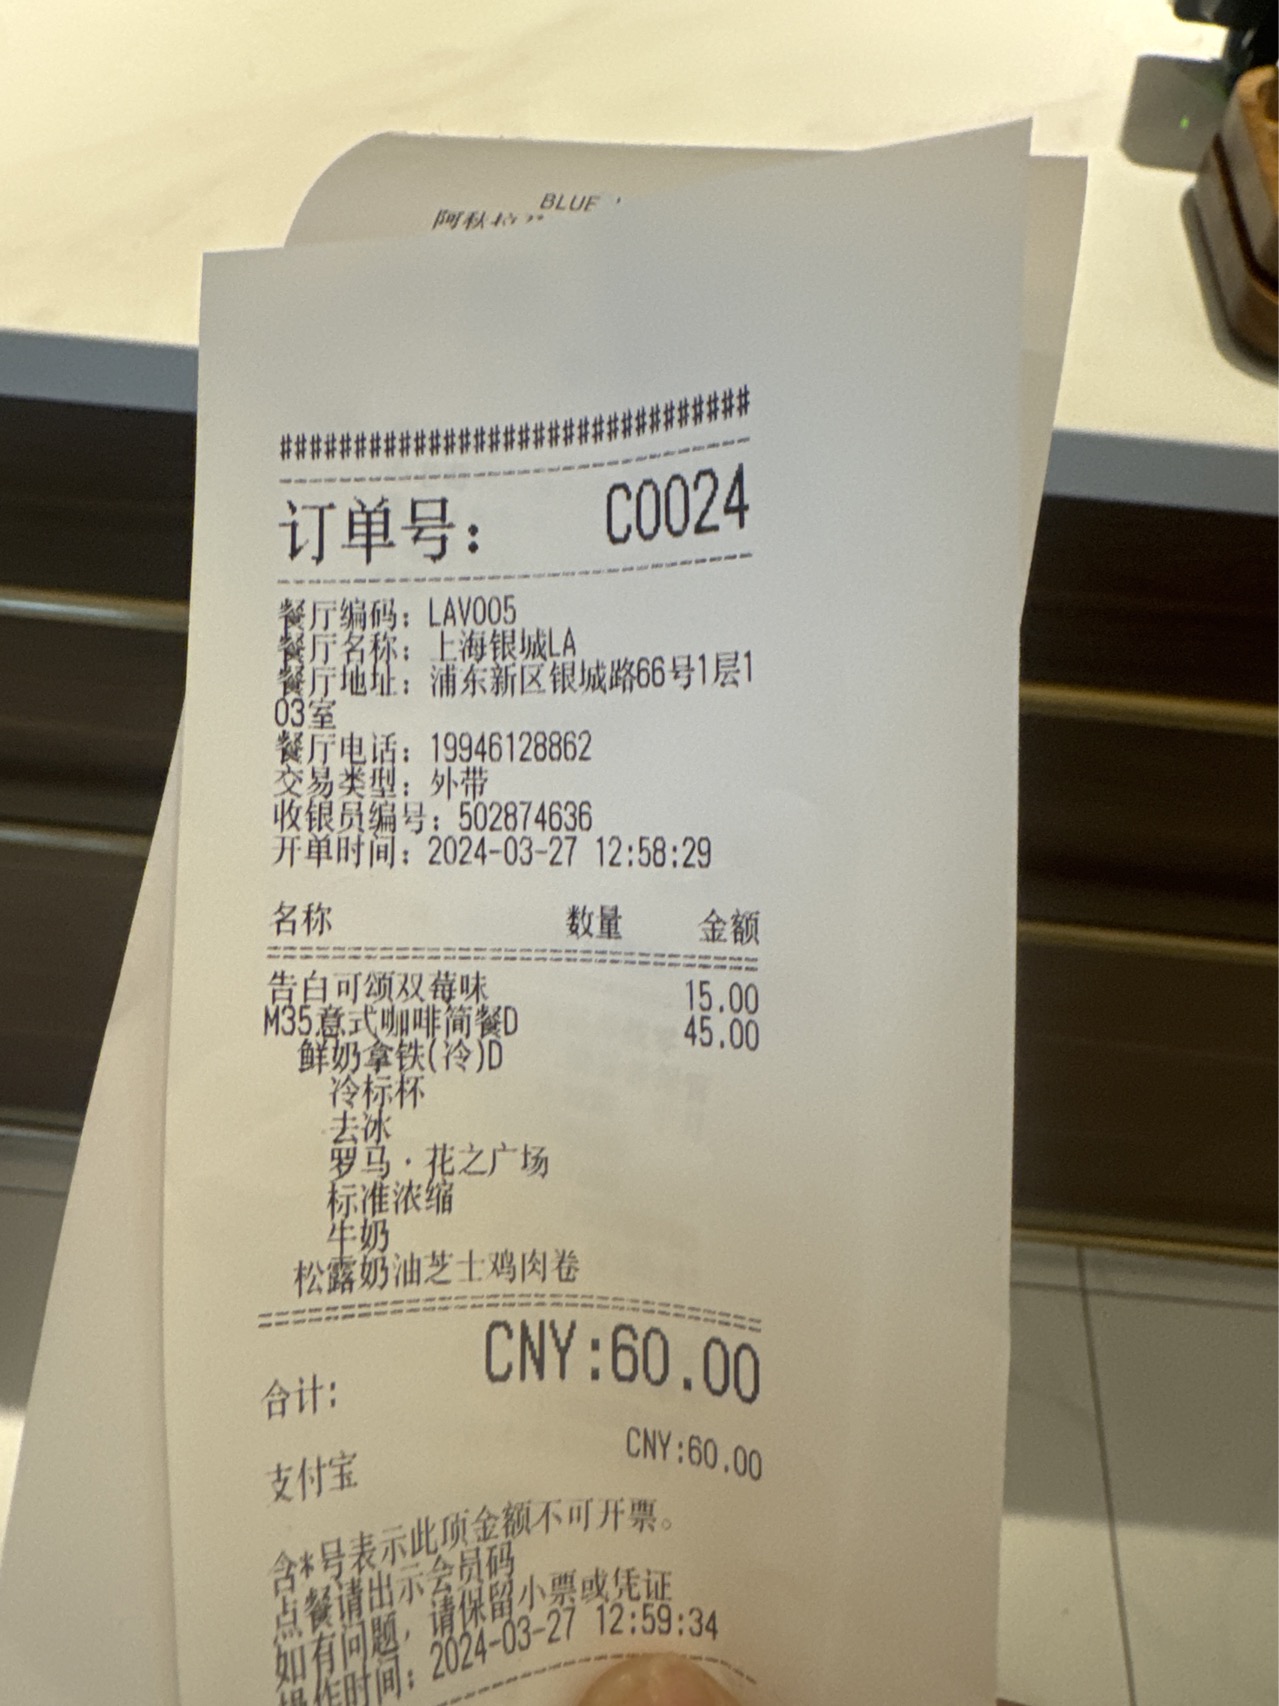 BLUE
阿秋拉
##############################
订单号： C0024
餐厅编码：LAV005
餐厅名称：上海银城LA
餐厅地址：浦东新区银城路66号1层1
03室
餐厅电话：19946128862
交易类型：外带
收银员编号：502874636
开单时间：2024-03-27 12:58:29
名称 数量 金额
告白可颂双莓味 15.00
M35意式咖啡简餐D 45.00
鲜奶拿铁(冷)D
冷标杯
去冰
罗马·花之广场
标准浓缩
牛奶
松露奶油芝士鸡肉卷
合计： CNY:60.00
支付宝 CNY:60.00
含*号表示此项金额不可开票。
点餐请出示会员码
如有问题，请保留小票或凭证
操作时间：2024-03-27 12:59:34